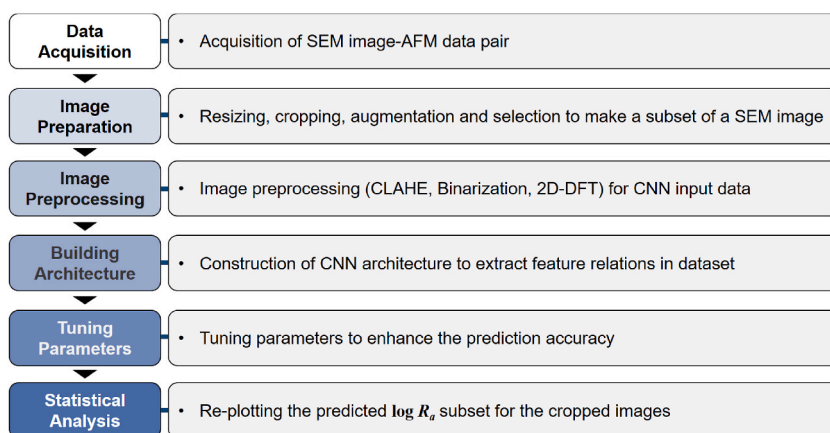 Data
Acquisition
• Acquisition of SEM image-AFM data pair
Image
Preparation
• Resizing, cropping, augmentation and selection to make a subset of a SEM image
Image
Preprocessing
• Image preprocessing (CLAHE, Binarization, 2D-DFT) for CNN input data
Building
Architecture
• Construction of CNN architecture to extract feature relations in dataset
Tuning
Parameters
• Tuning parameters to enhance the prediction accuracy
Statistical
Analysis
• Re-plotting the predicted log Rₐ subset for the cropped images